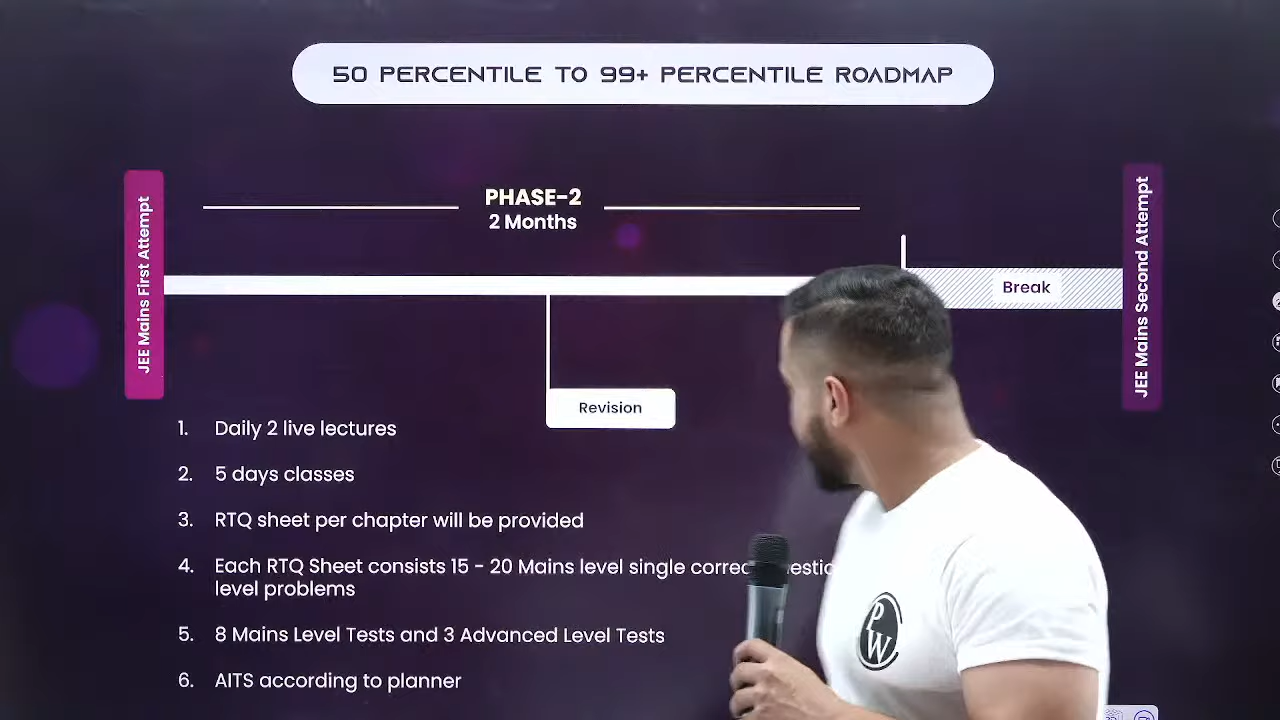 50 PERCENTILE TO 99+ PERCENTILE ROADMAP
PHASE-2
2 Months
JEE Mains First Attempt
JEE Mains Second Attempt
Break
Revision
1. Daily 2 live lectures
2. 5 days classes
3. RTQ sheet per chapter will be provided
4. Each RTQ Sheet consists 15 - 20 Mains level single
level problems
5. 8 Mains Level Tests and 3 Advanced Level Tests
6. AITS according to planner
PW